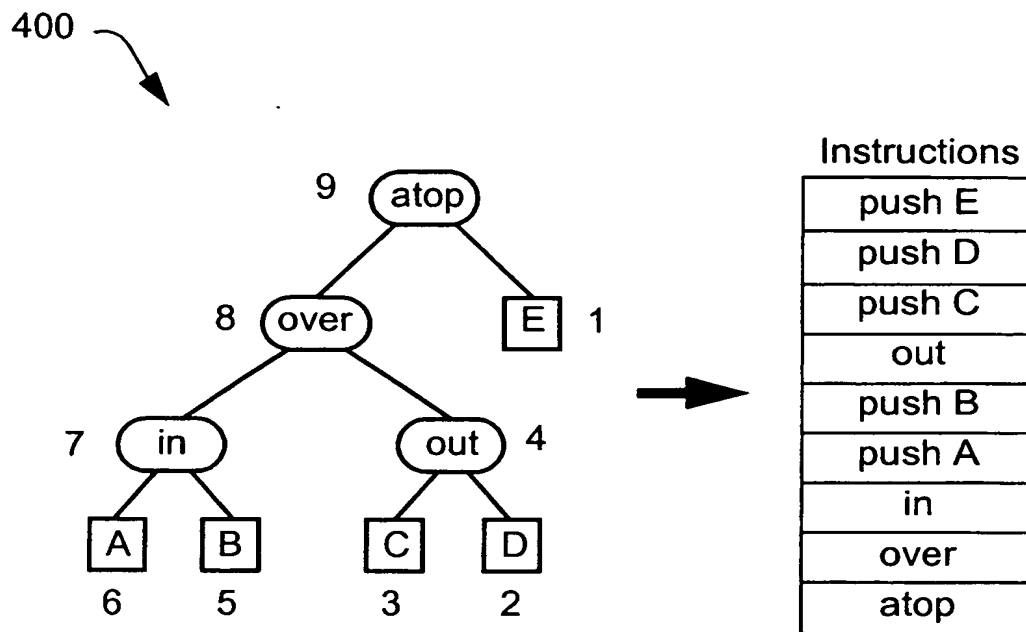 400
Instructions
9 atop
push E
push D
8 over E 1
push C
out
push B
7 in out 4
push A
in
A B C D
over
6 5 3 2
atop